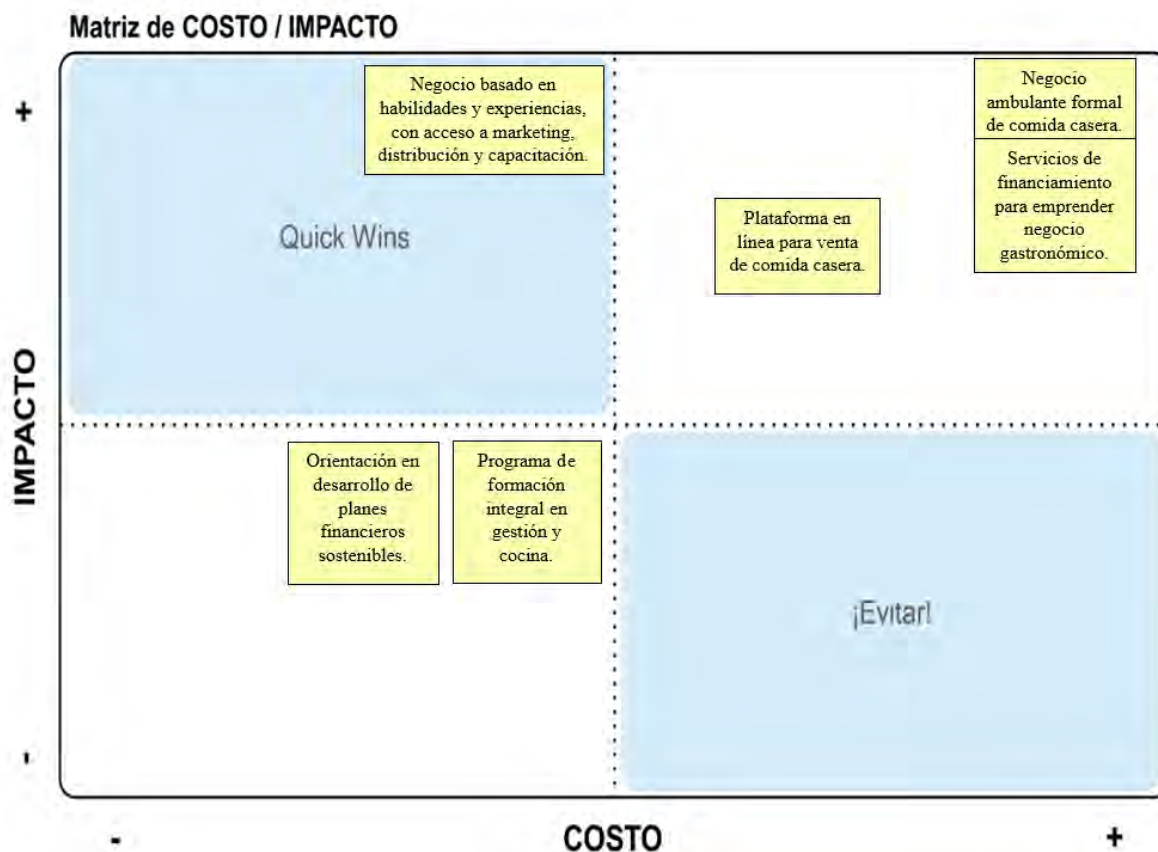 Matriz de COSTO / IMPACTO
+
IMPACTO
-
Negocio basado en
habilidades y experiencias,
con acceso a marketing,
distribución y capacitación.
Quick Wins
Negocio
ambulante formal
de comida casera.
Servicios de
financiamiento
para emprender
negocio
gastronómico.
Plataforma en
línea para venta
de comida casera.
Orientación en
desarrollo de
planes
financieros
sostenibles.
Programa de
formación
integral en
gestión y
cocina.
¡Evitar!
-
COSTO
+